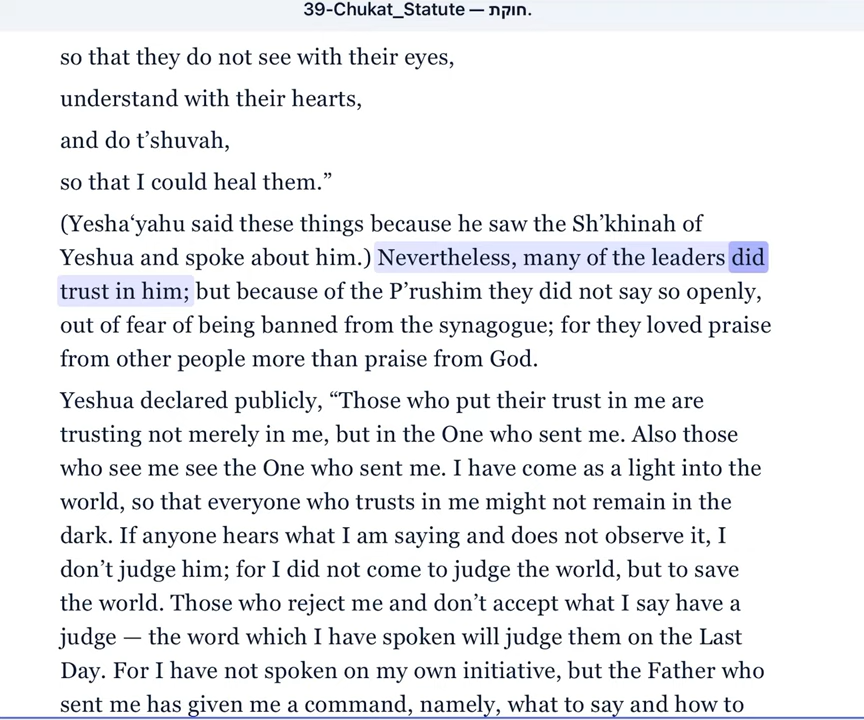 39-Chukat_Statute — חוקת.
so that they do not see with their eyes,
understand with their hearts,
and do t’shuvah,
so that I could heal them.”
(Yesha‘yahu said these things because he saw the Sh’khinah of
Yeshua and spoke about him.) Nevertheless, many of the leaders did
trust in him; but because of the P’rushim they did not say so openly,
out of fear of being banned from the synagogue; for they loved praise
from other people more than praise from God.
Yeshua declared publicly, “Those who put their trust in me are
trusting not merely in me, but in the One who sent me. Also those
who see me see the One who sent me. I have come as a light into the
world, so that everyone who trusts in me might not remain in the
dark. If anyone hears what I am saying and does not observe it, I
don’t judge him; for I did not come to judge the world, but to save
the world. Those who reject me and don’t accept what I say have a
judge — the word which I have spoken will judge them on the Last
Day. For I have not spoken on my own initiative, but the Father who
sent me has given me a command, namely, what to say and how to